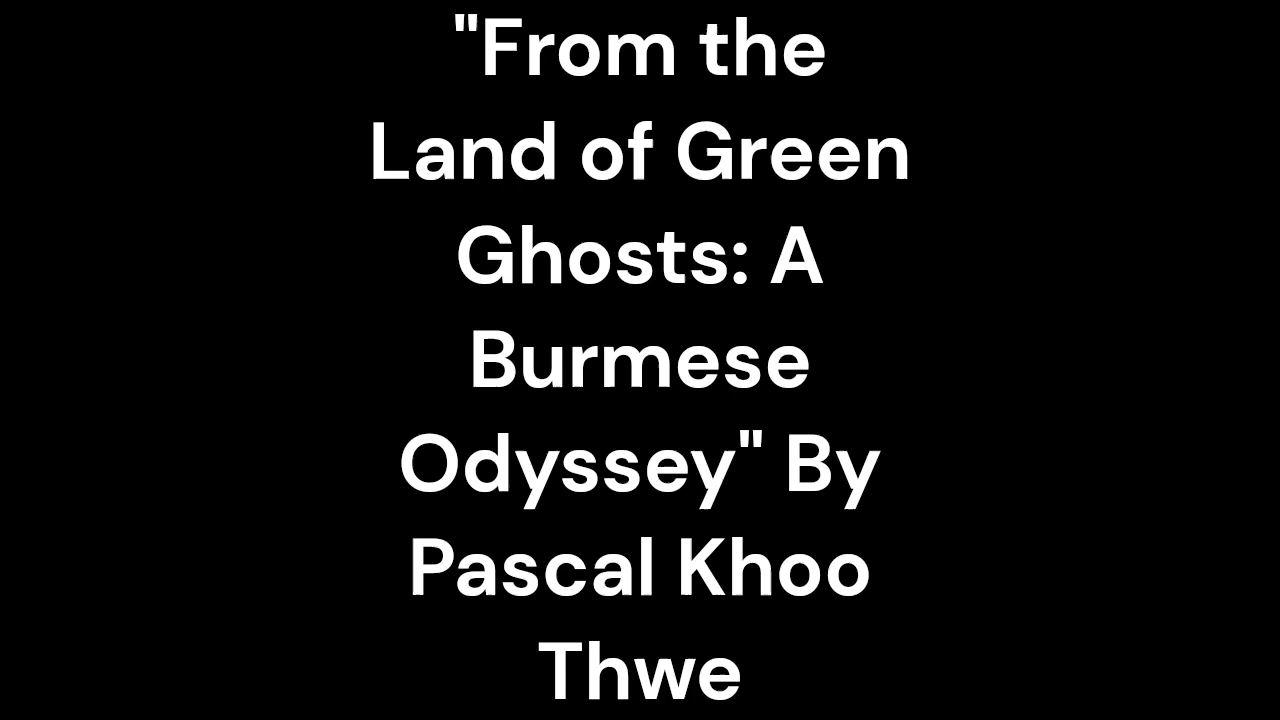 "From the
Land of Green
Ghosts: A
Burmese
Odyssey" By
Pascal Khoo
Thwe